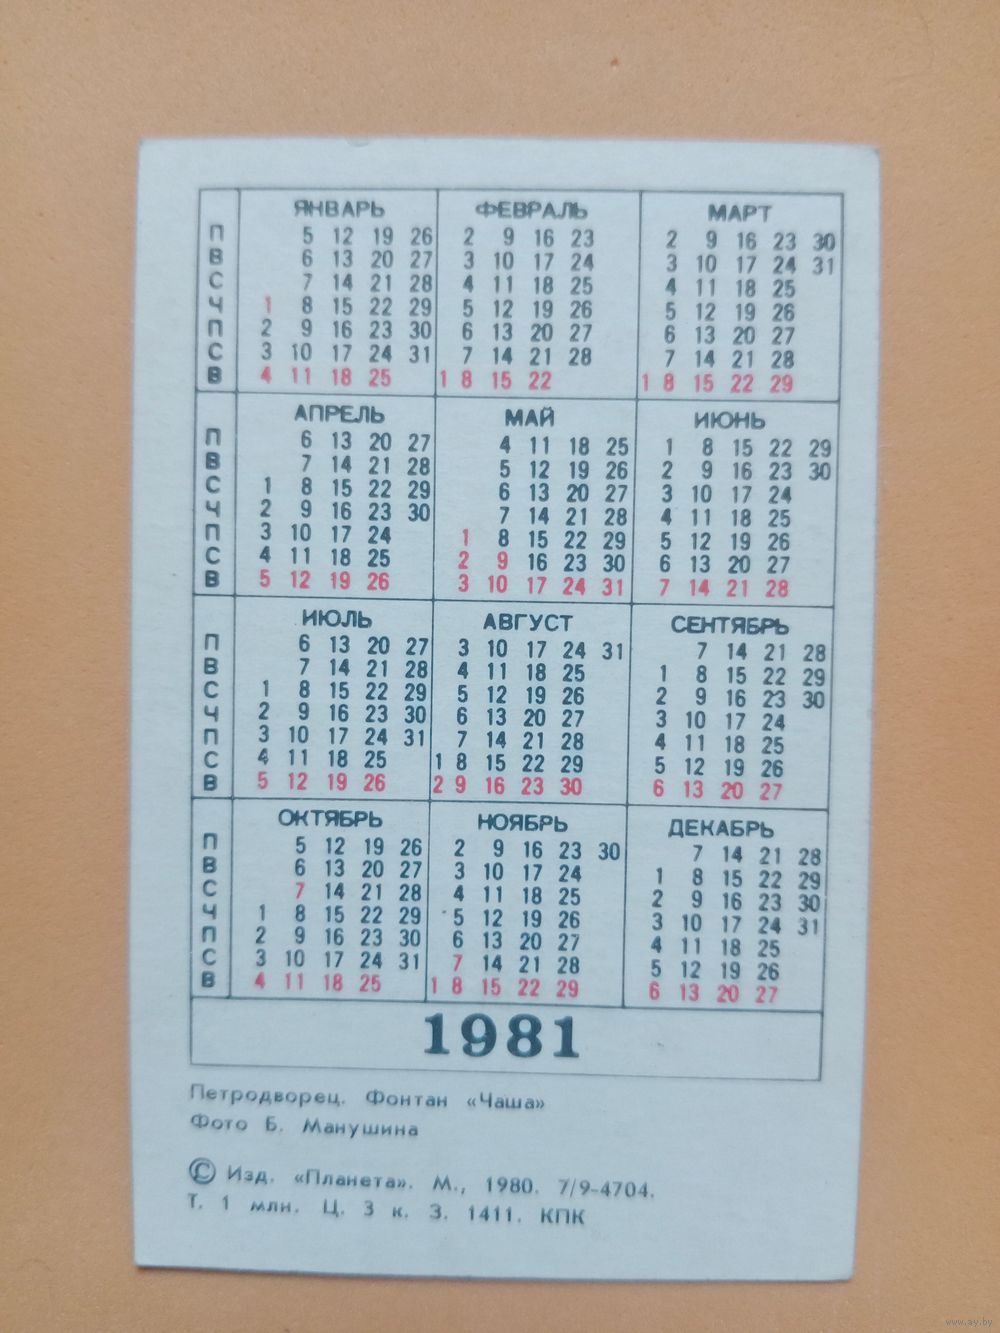 ЯНВАРЬ ФЕВРАЛЬ МАРТ
П 5 12 19 26 2 9 16 23 2 9 16 23 30
В 6 13 20 27 3 10 17 24 3 10 17 24 31
С 7 14 21 28 4 11 18 25 4 11 18 25
Ч 1 8 15 22 29 5 12 19 26 5 12 19 26
П 2 9 16 23 30 6 13 20 27 6 13 20 27
С 3 10 17 24 31 7 14 21 28 7 14 21 28
В 4 11 18 25 1 8 15 22 1 8 15 22 29
АПРЕЛЬ МАЙ ИЮНЬ
П 6 13 20 27 4 11 18 25 1 8 15 22 29
В 7 14 21 28 5 12 19 26 2 9 16 23 30
С 1 8 15 22 29 6 13 20 27 3 10 17 24
Ч 2 9 16 23 30 7 14 21 28 4 11 18 25
П 3 10 17 24 1 8 15 22 29 5 12 19 26
С 4 11 18 25 2 9 16 23 30 6 13 20 27
В 5 12 19 26 3 10 17 24 31 7 14 21 28
ИЮЛЬ АВГУСТ СЕНТЯБРЬ
П 6 13 20 27 3 10 17 24 31 7 14 21 28
В 7 14 21 28 4 11 18 25 1 8 15 22 29
С 1 8 15 22 29 5 12 19 26 2 9 16 23 30
Ч 2 9 16 23 30 6 13 20 27 3 10 17 24
П 3 10 17 24 31 7 14 21 28 4 11 18 25
С 4 11 18 25 1 8 15 22 29 5 12 19 26
В 5 12 19 26 2 9 16 23 30 6 13 20 27
ОКТЯБРЬ НОЯБРЬ ДЕКАБРЬ
П 5 12 19 26 2 9 16 23 30 7 14 21 28
В 6 13 20 27 3 10 17 24 1 8 15 22 29
С 7 14 21 28 4 11 18 25 2 9 16 23 30
Ч 1 8 15 22 29 5 12 19 26 3 10 17 24 31
П 2 9 16 23 30 6 13 20 27 4 11 18 25
С 3 10 17 24 31 7 14 21 28 5 12 19 26
В 4 11 18 25 1 8 15 22 29 6 13 20 27
1981
Петродворец. Фонтан «Чаша»
Фото Б. Манушина
© Изд. «Планета». М., 1980. 7/9-4704.
Т. 1 млн. Ц. 3 к. З. 1411. КПК
www.ay.by